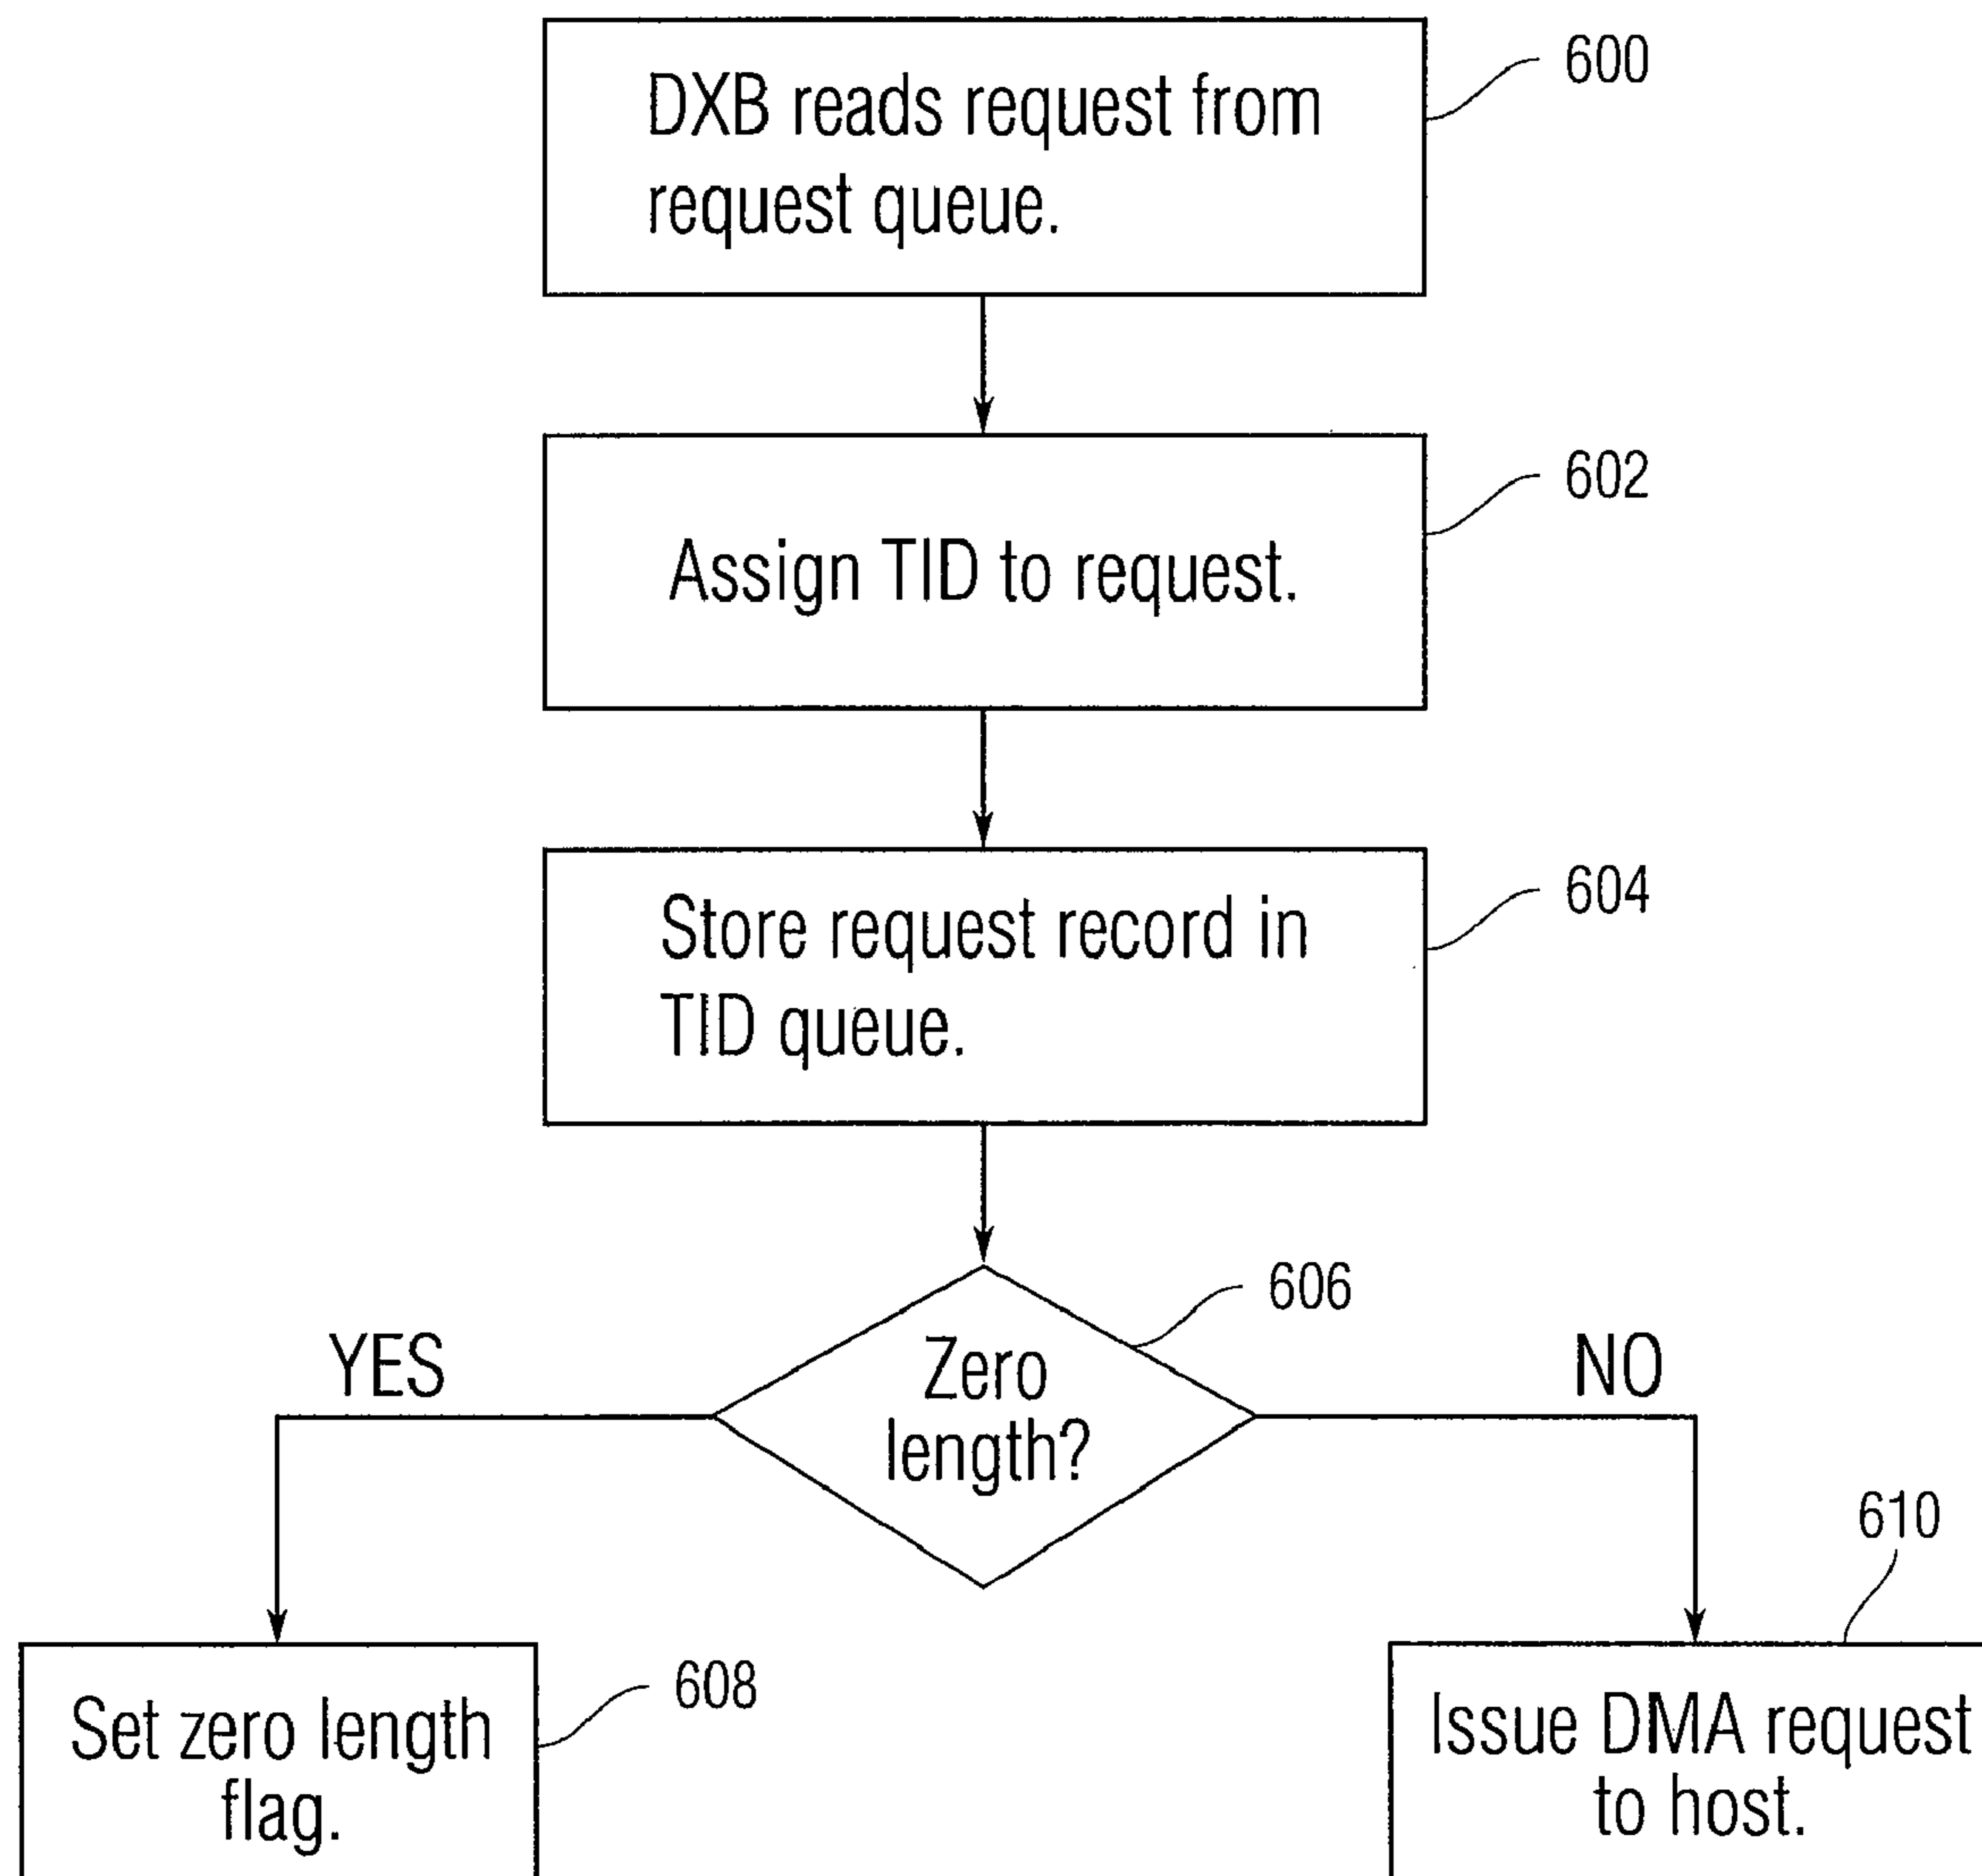 DXB reads request from
request queue.
600
Assign TID to request.
602
Store request record in
TID queue.
604
Zero
length?
606
YES
NO
Set zero length
flag.
608
Issue DMA request
to host.
610